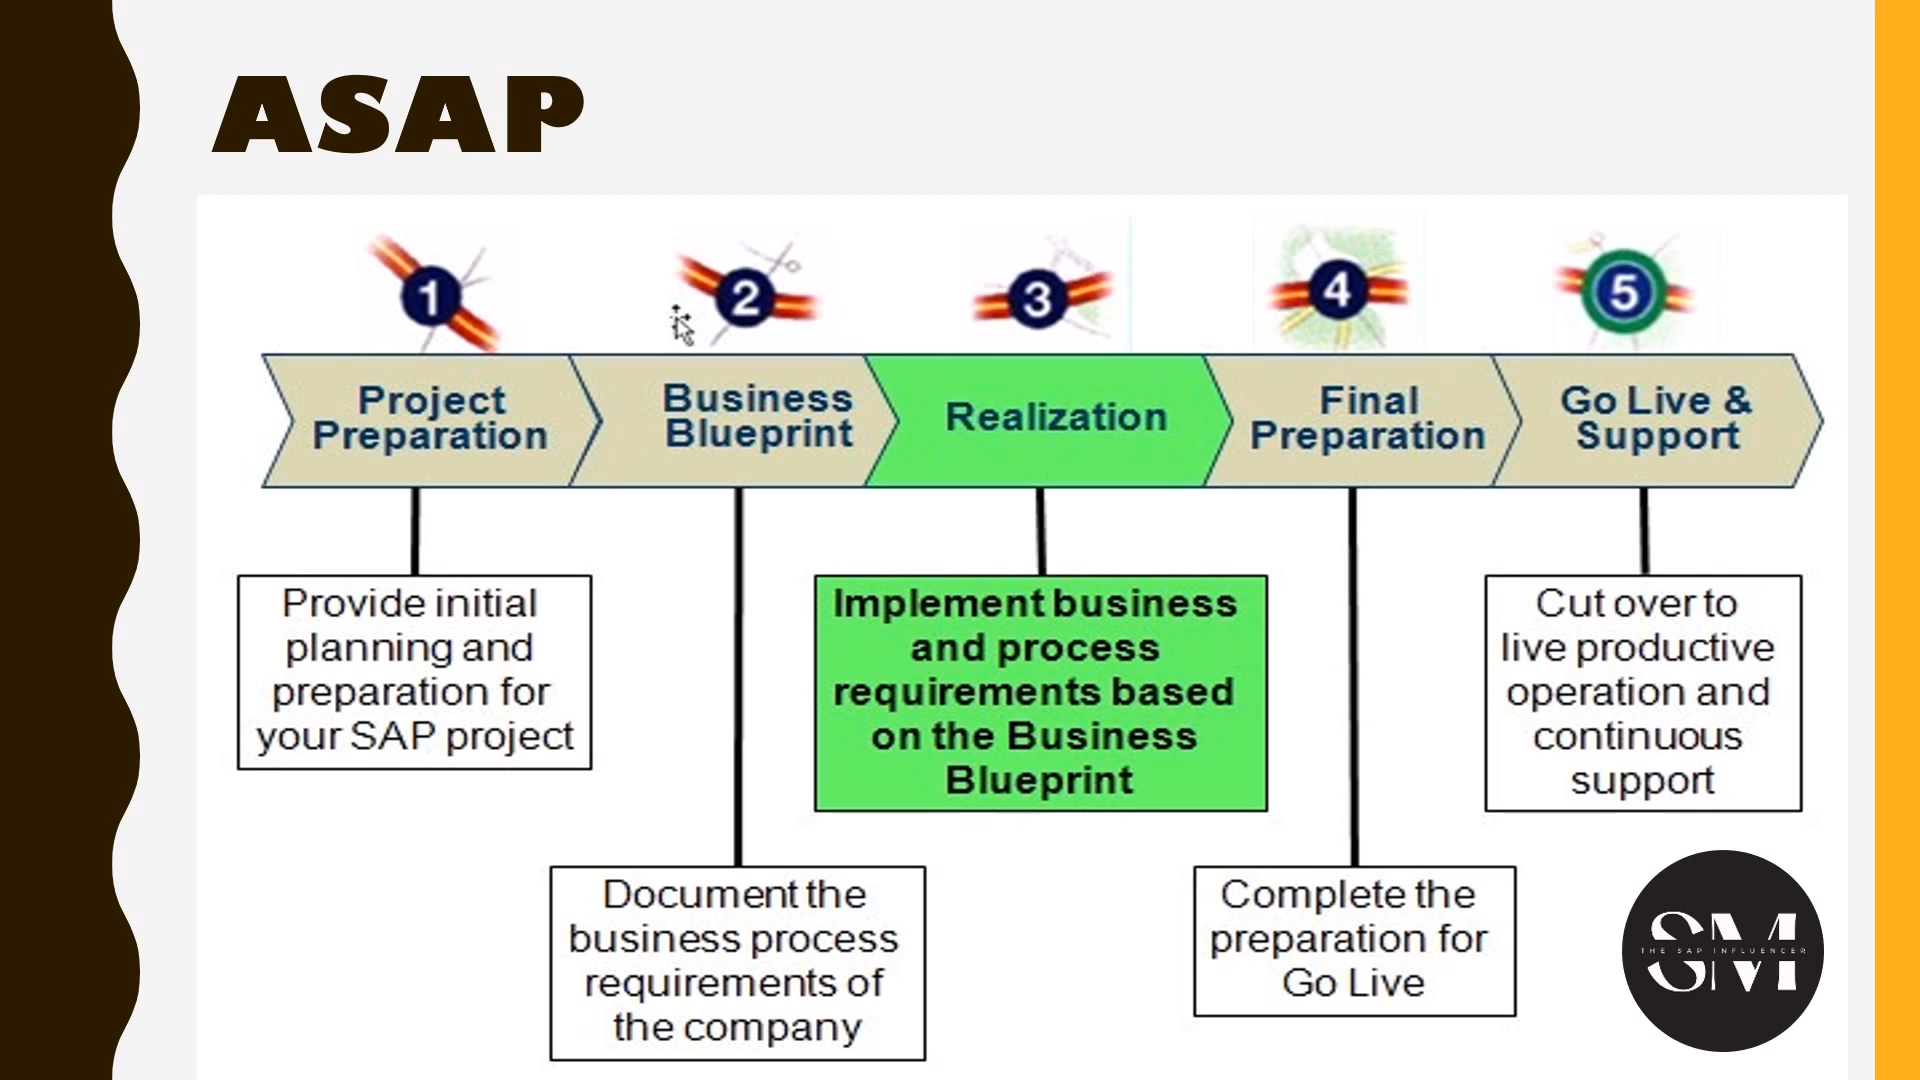 ASAP
1
2
3
4
5
Project
Preparation
Business
Blueprint
Realization
Final
Preparation
Go Live &
Support
Provide initial
planning and
preparation for
your SAP project
Implement business
and process
requirements based
on the Business
Blueprint
Cut over to
live productive
operation and
continuous
support
Document the
business process
requirements of
the company
Complete the
preparation for
Go Live
SM
THE SAP INFLUENCER